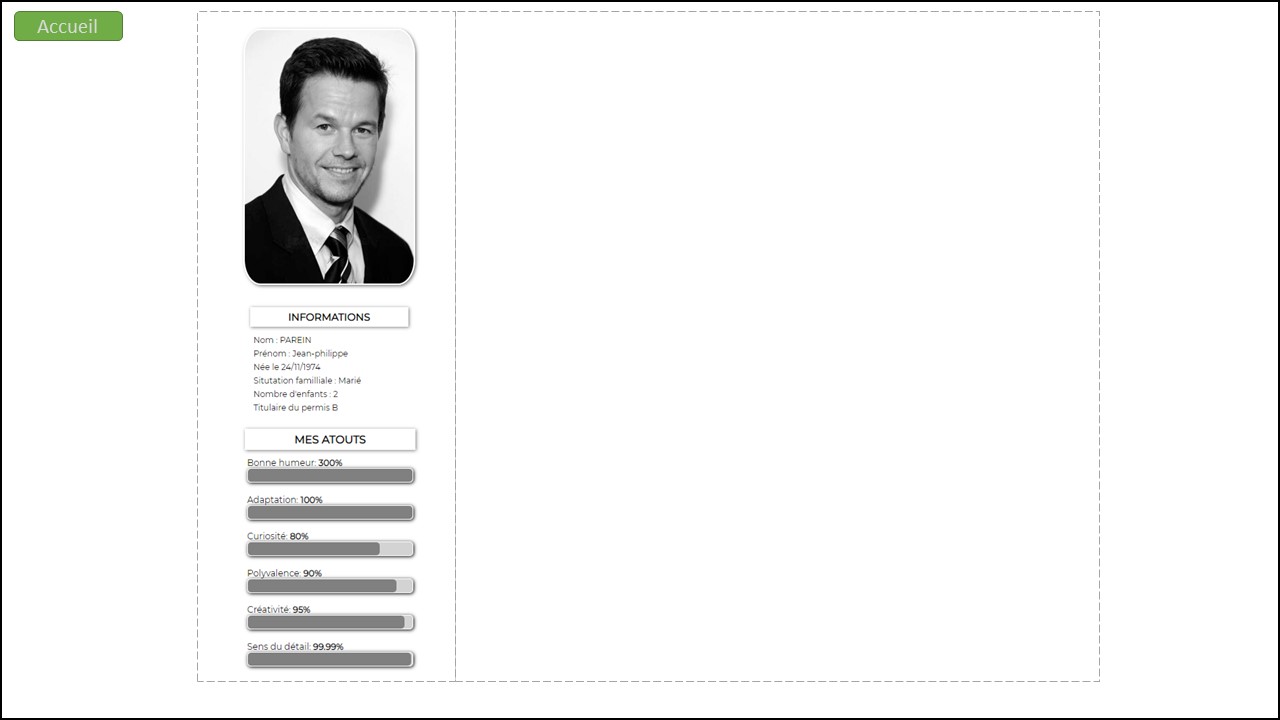 Accueil
INFORMATIONS
Nom : PAREIN
Prénom : Jean-philippe
Née le 24/11/1974
Situtation familliale : Marié
Nombre d'enfants : 2
Titulaire du permis B
MES ATOUTS
Bonne humeur: 300%
Adaptation: 100%
Curiosité: 80%
Polyvalence: 90%
Créativité: 95%
Sens du détail: 99.99%